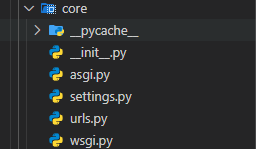 core
__pycache__
__init__.py
asgi.py
settings.py
urls.py
wsgi.py